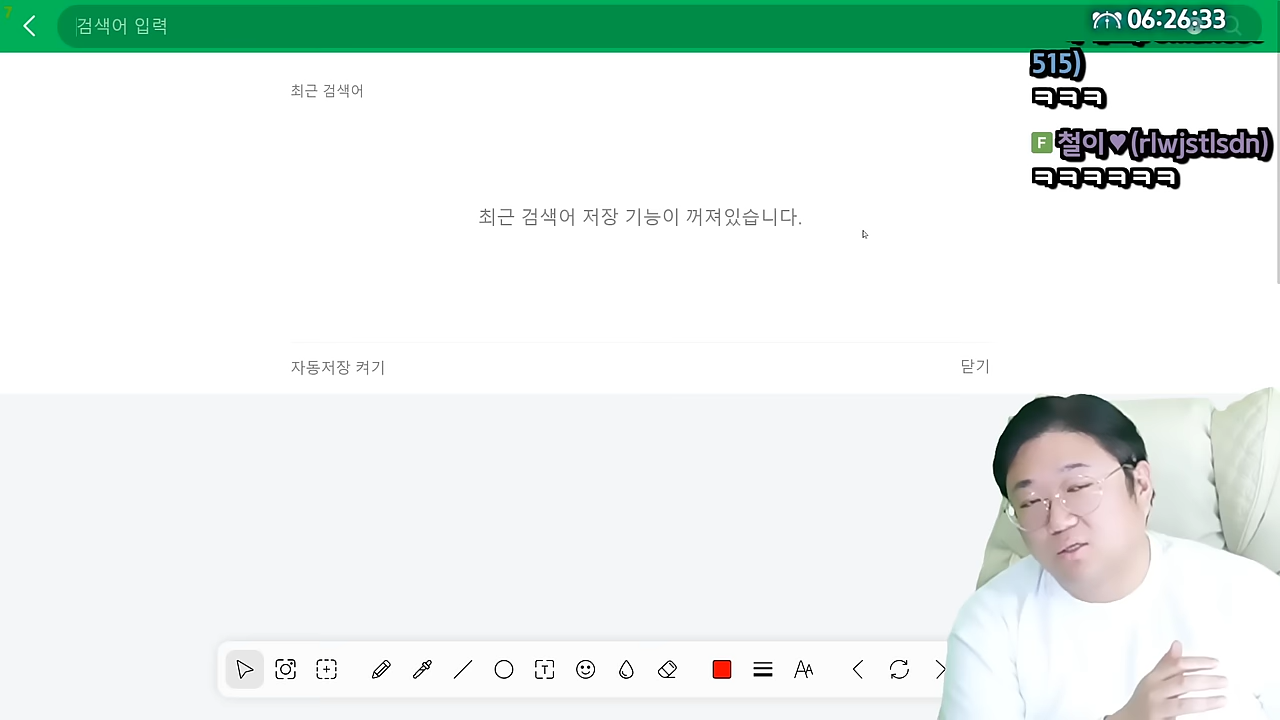 검색어 입력
06:26:33
515)
ㅋㅋㅋ
F 철이♥(rlwjstlsdn)
ㅋㅋㅋㅋㅋㅋ
최근 검색어
최근 검색어 저장 기능이 꺼져있습니다.
자동저장 켜기
닫기
T
AA